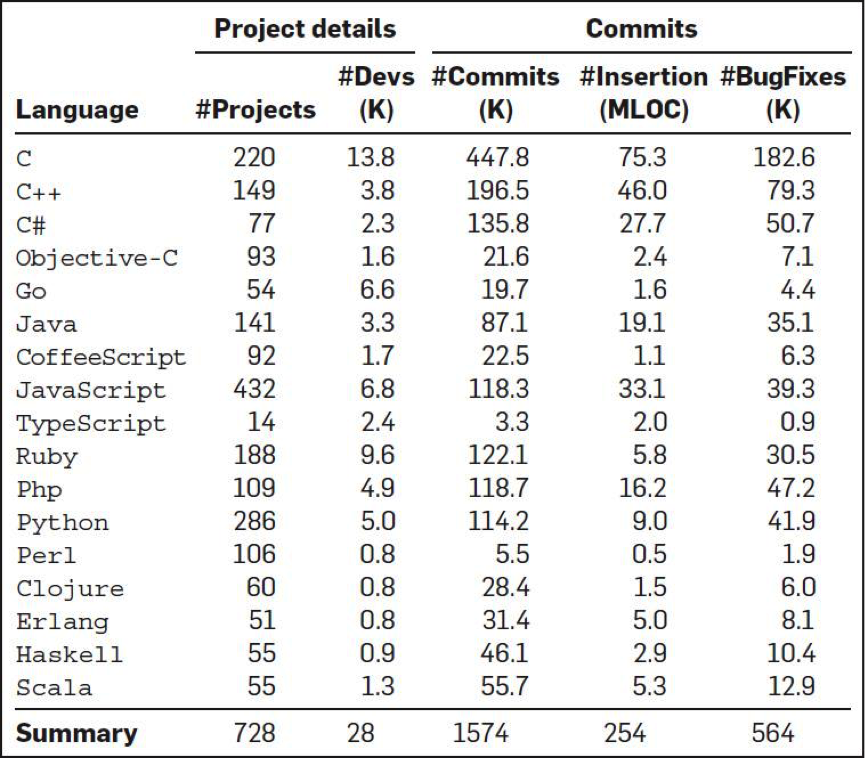 Project details Commits
#Devs #Commits #Insertion #BugFixes
Language #Projects (K) (K) (MLOC) (K)
C 220 13.8 447.8 75.3 182.6
C++ 149 3.8 196.5 46.0 79.3
C# 77 2.3 135.8 27.7 50.7
Objective-C 93 1.6 21.6 2.4 7.1
Go 54 6.6 19.7 1.6 4.4
Java 141 3.3 87.1 19.1 35.1
CoffeeScript 92 1.7 22.5 1.1 6.3
JavaScript 432 6.8 118.3 33.1 39.3
TypeScript 14 2.4 3.3 2.0 0.9
Ruby 188 9.6 122.1 5.8 30.5
Php 109 4.9 118.7 16.2 47.2
Python 286 5.0 114.2 9.0 41.9
Perl 106 0.8 5.5 0.5 1.9
Clojure 60 0.8 28.4 1.5 6.0
Erlang 51 0.8 31.4 5.0 8.1
Haskell 55 0.9 46.1 2.9 10.4
Scala 55 1.3 55.7 5.3 12.9
Summary 728 28 1574 254 564